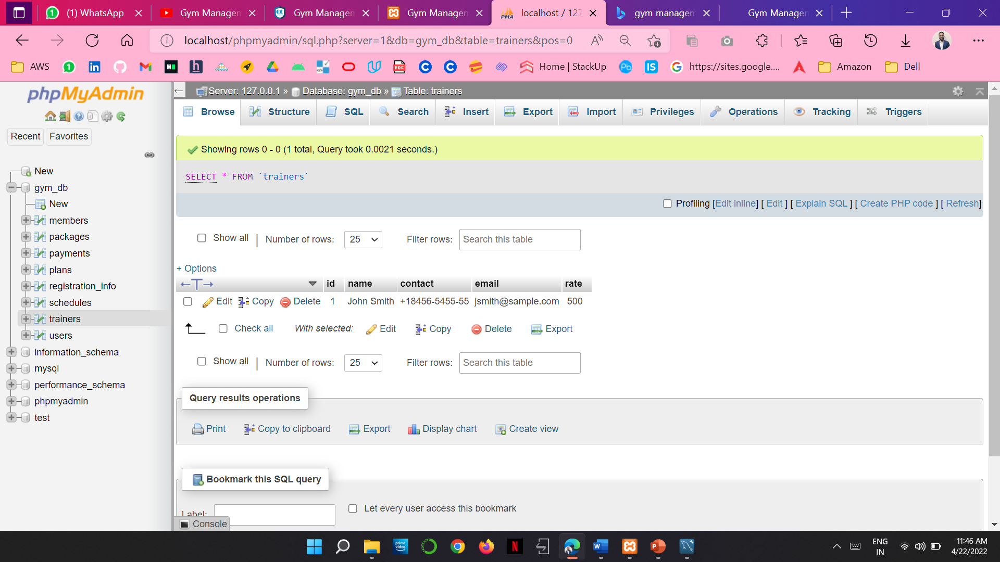 (1) WhatsApp
Gym Managen
Gym Managen
Gym Managen
PMA
localhost / 127
gym managem
Gym Managen
localhost/phpmyadmin/sql.php?server=1&db=gym_db&table=trainers&pos=0
AWS
Home | StackUp
https://sites.google....
Amazon
Dell
phpMyAdmin
Recent
Favorites
New
gym_db
New
members
packages
payments
plans
registration_info
schedules
trainers
users
information_schema
mysql
performance_schema
phpmyadmin
test
Server: 127.0.0.1 » Database: gym_db » Table: trainers
Browse
Structure
SQL
Search
Insert
Export
Import
Privileges
Operations
Tracking
Triggers
Showing rows 0 - 0 (1 total, Query took 0.0021 seconds.)
SELECT * FROM `trainers`
Profiling [Edit inline] [ Edit ] [ Explain SQL ] [ Create PHP code ] [ Refresh]
Show all | Number of rows: 25 Filter rows: Search this table
+ Options
←T→ id name contact email rate
Edit Copy Delete 1 John Smith +18456-5455-55 jsmith@sample.com 500
Check all With selected: Edit Copy Delete Export
Show all | Number of rows: 25 Filter rows: Search this table
Query results operations
Print Copy to clipboard Export Display chart Create view
Bookmark this SQL query
Label: Let every user access this bookmark
Console
ENG
IN
11:46 AM
4/22/2022